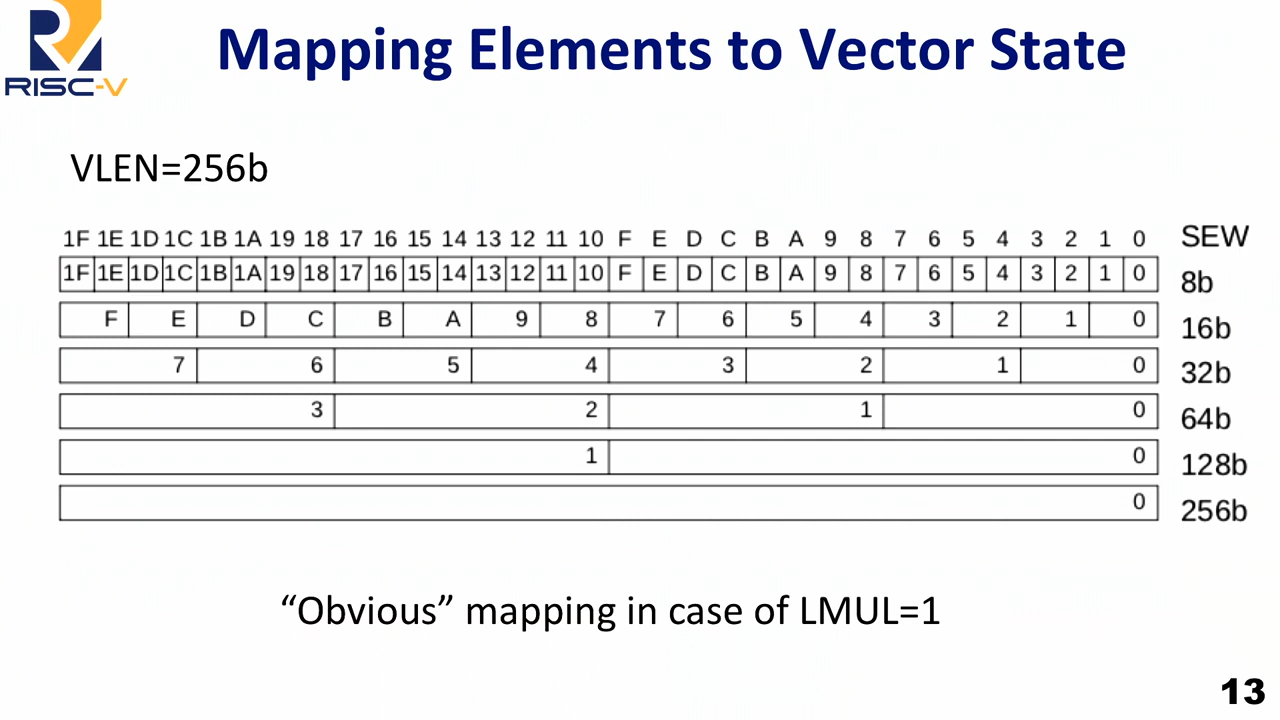 RISC-V
Mapping Elements to Vector State
VLEN=256b
1F 1E 1D 1C 1B 1A 19 18 17 16 15 14 13 12 11 10 F E D C B A 9 8 7 6 5 4 3 2 1 0 SEW
1F 1E 1D 1C 1B 1A 19 18 17 16 15 14 13 12 11 10 F E D C B A 9 8 7 6 5 4 3 2 1 0 8b
F E D C B A 9 8 7 6 5 4 3 2 1 0 16b
7 6 5 4 3 2 1 0 32b
3 2 1 0 64b
1 0 128b
0 256b
“Obvious” mapping in case of LMUL=1
13